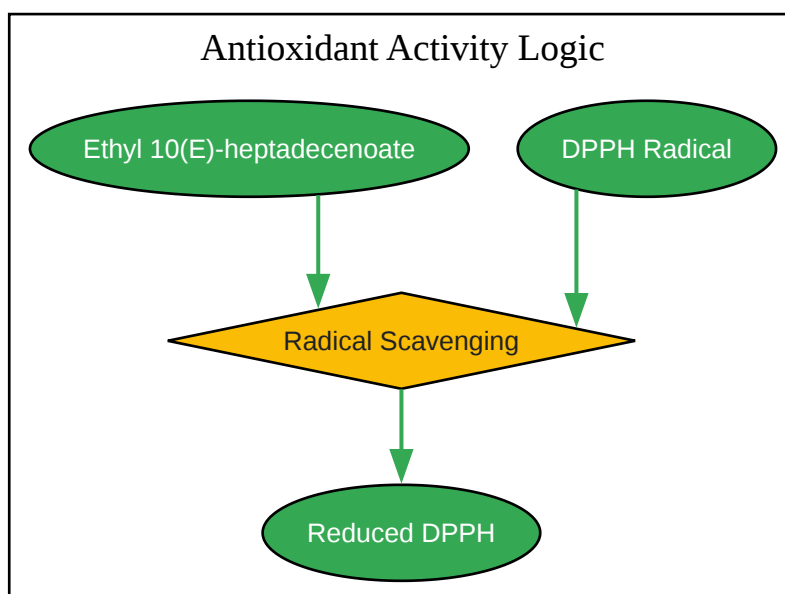 Antioxidant Activity Logic
Ethyl 10(E)-heptadecenoate
DPPH Radical
Radical Scavenging
Reduced DPPH